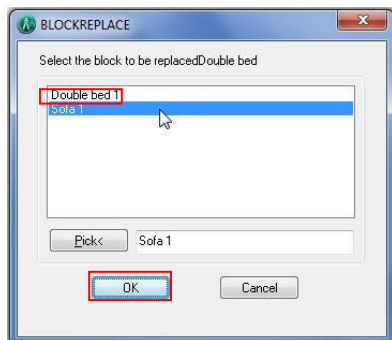 BLOCKREPLACE
Select the block to be replacedDouble bed
Double bed 1
Sofa 1
Pick< Sofa 1
OK Cancel